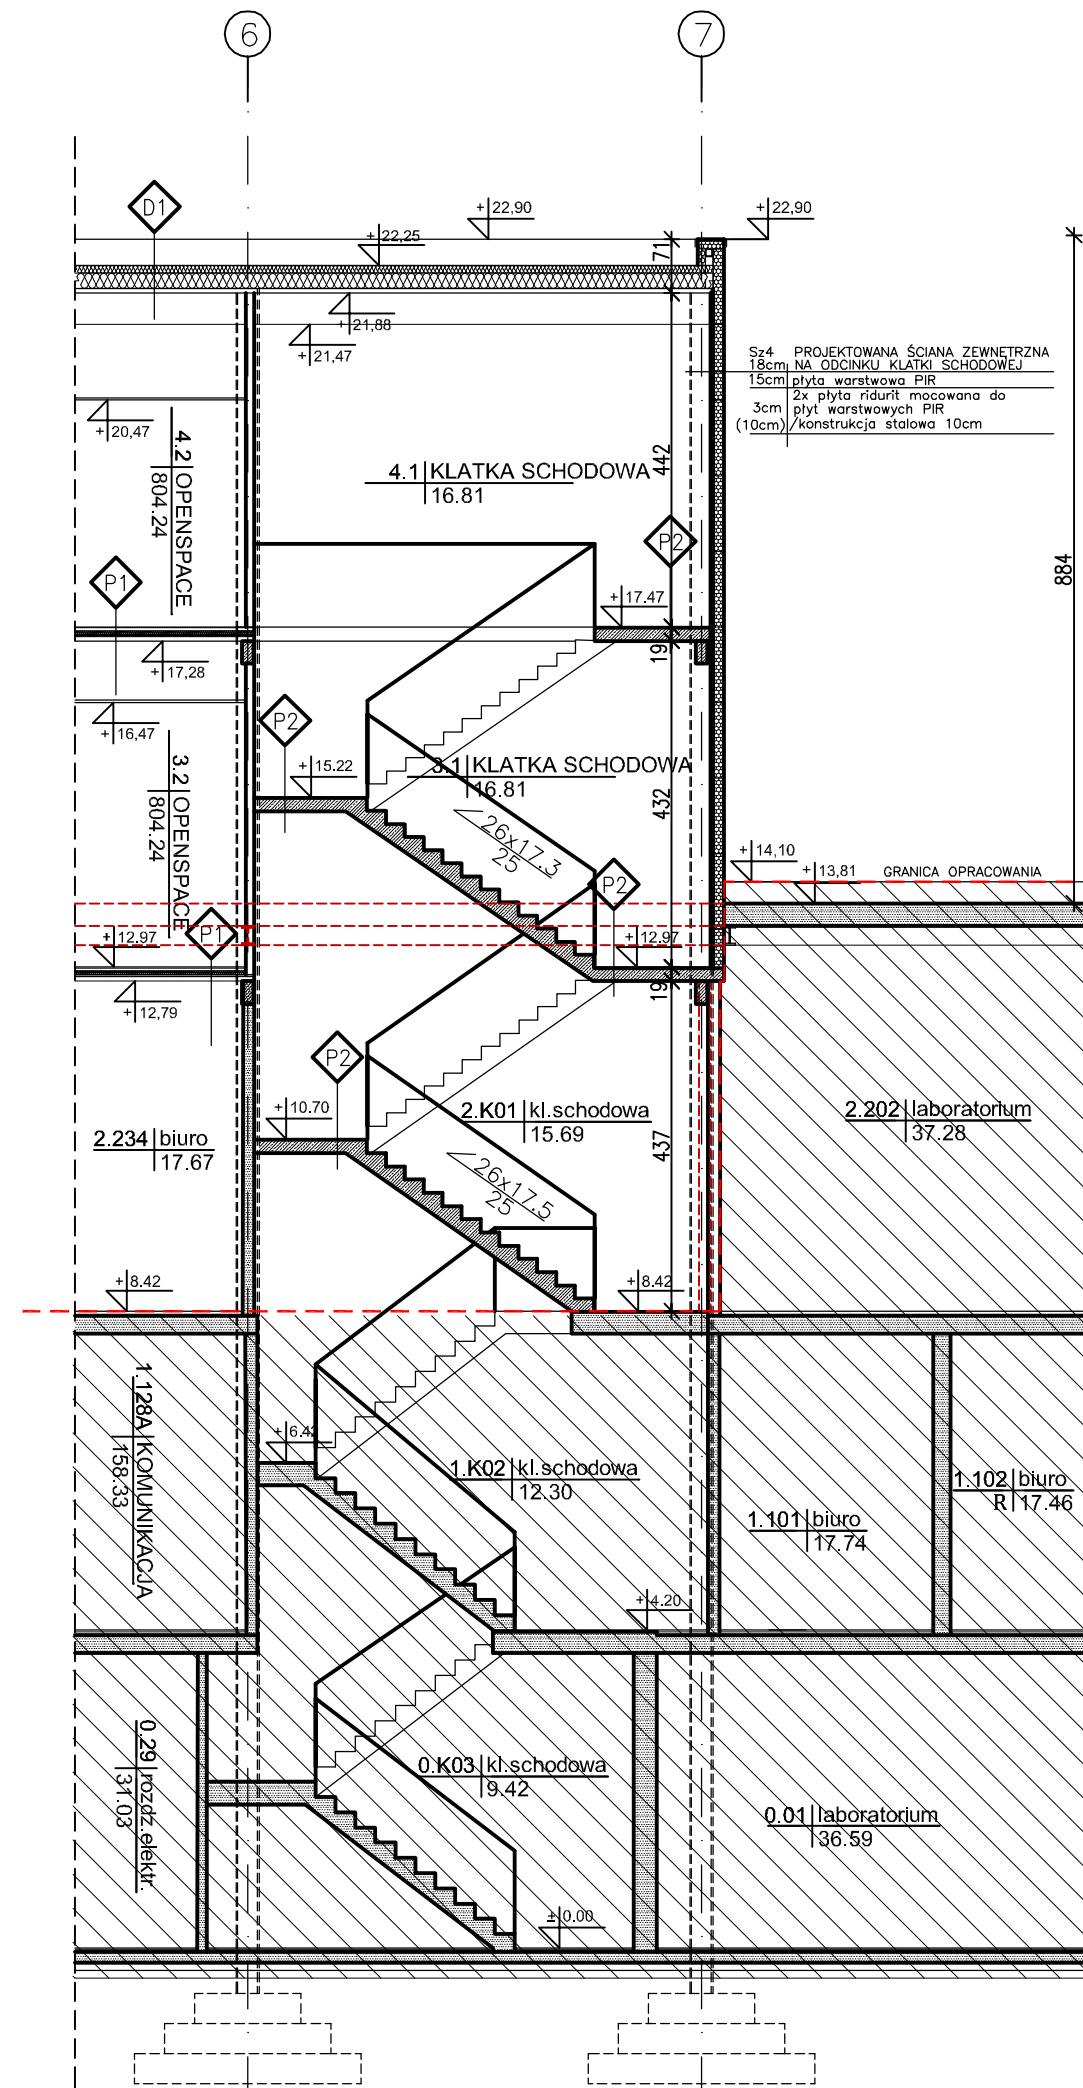 6
7
D1
+22,90
+22,90
+22,25
71
+21,88
+21,47
Sz4 PROJEKTOWANA ŚCIANA ZEWNĘTRZNA
18cm NA ODCINKU KLATKI SCHODOWEJ
15cm płyta warstwowa PIR
2x płyta ridurit mocowana do
3cm płyt warstwowych PIR
(10cm) /konstrukcja stalowa 10cm
+20,47
4.2 OPENSPACE
804.24
4.1 KLATKA SCHODOWA
16.81
442
P2
P1
884
+17.47
19
+17,28
+16,47
P2
3.2 OPENSPACE
804.24
+15.22
3.1 KLATKA SCHODOWA
16.81
432
26x17.3
25
+14,10
+13,81
GRANICA OPRACOWANIA
P2
P1
+12.97
+12.97
19
+12,79
P2
+10.70
2.K01 kl.schodowa
15.69
2.202 laboratorium
37.28
2.234 biuro
17.67
437
26x17.5
25
+8.42
+8.42
1.128A KOMUNIKACJA
158.33
+6.42
1.K02 kl.schodowa
12.30
1.102 biuro
R 17.46
1.101 biuro
17.74
+4.20
0.29 rozdz.elektr.
31.03
0.K03 kl.schodowa
9.42
0.01 laboratorium
36.59
±0.00